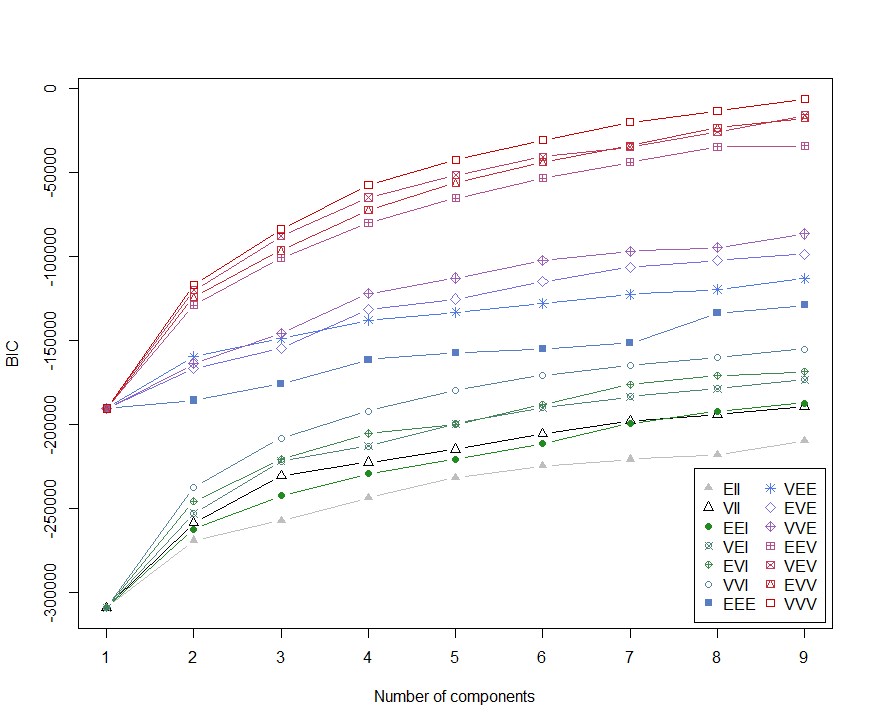 0
-50000
-100000
-150000
-200000
-250000
-300000
BIC
1 2 3 4 5 6 7 8 9
Number of components
EII VEE
VII EVE
EEI VVE
VEI EEV
EVI VEV
VVI EVV
EEE VVV